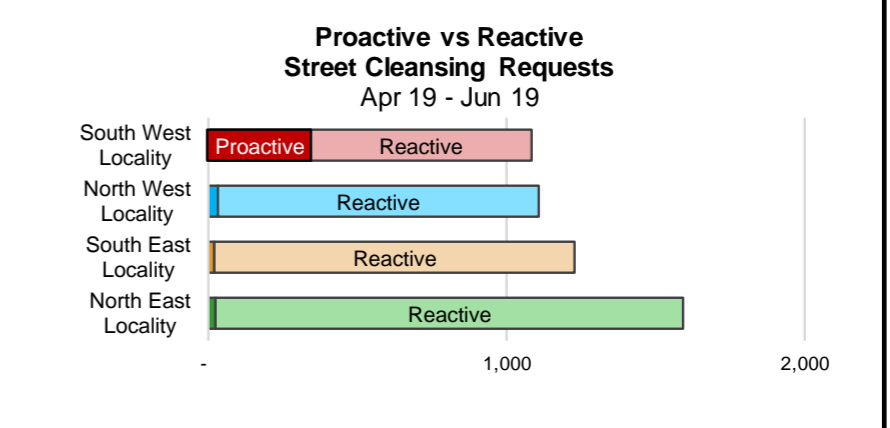 Proactive vs Reactive
Street Cleansing Requests
Apr 19 - Jun 19
South West
Locality
Proactive
Reactive
North West
Locality
Reactive
South East
Locality
Reactive
North East
Locality
Reactive
-
1,000
2,000